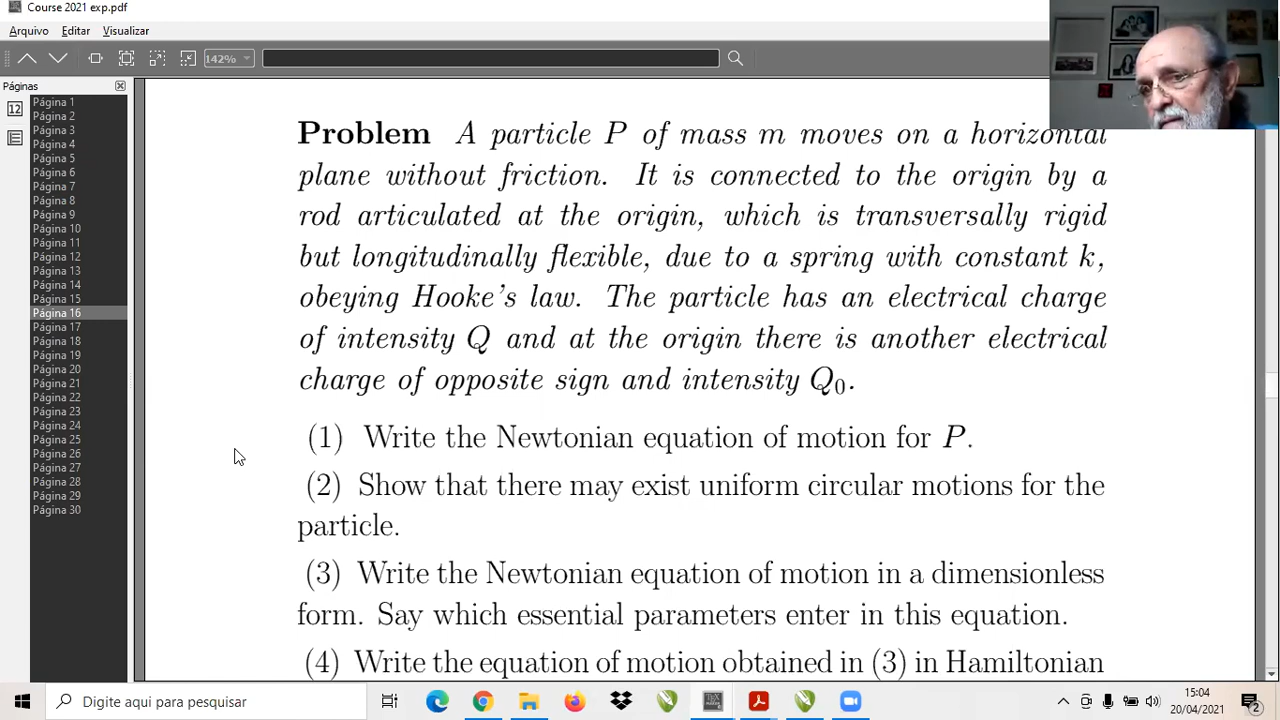 Course 2021 exp.pdf
Arquivo Editar Visualizar
142%
Páginas
Página 1
Página 2
Página 3
Página 4
Página 5
Página 6
Página 7
Página 8
Página 9
Página 10
Página 11
Página 12
Página 13
Página 14
Página 15
Página 16
Página 17
Página 18
Página 19
Página 20
Página 21
Página 22
Página 23
Página 24
Página 25
Página 26
Página 27
Página 28
Página 29
Página 30
Problem A particle P of mass m moves on a horizontal
plane without friction. It is connected to the origin by a
rod articulated at the origin, which is transversally rigid
but longitudinally flexible, due to a spring with constant k,
obeying Hooke's law. The particle has an electrical charge
of intensity Q and at the origin there is another electrical
charge of opposite sign and intensity Q₀.
(1) Write the Newtonian equation of motion for P.
(2) Show that there may exist uniform circular motions for the
particle.
(3) Write the Newtonian equation of motion in a dimensionless
form. Say which essential parameters enter in this equation.
(4) Write the equation of motion obtained in (3) in Hamiltonian
Digite aqui para pesquisar
15:04
20/04/2021
2